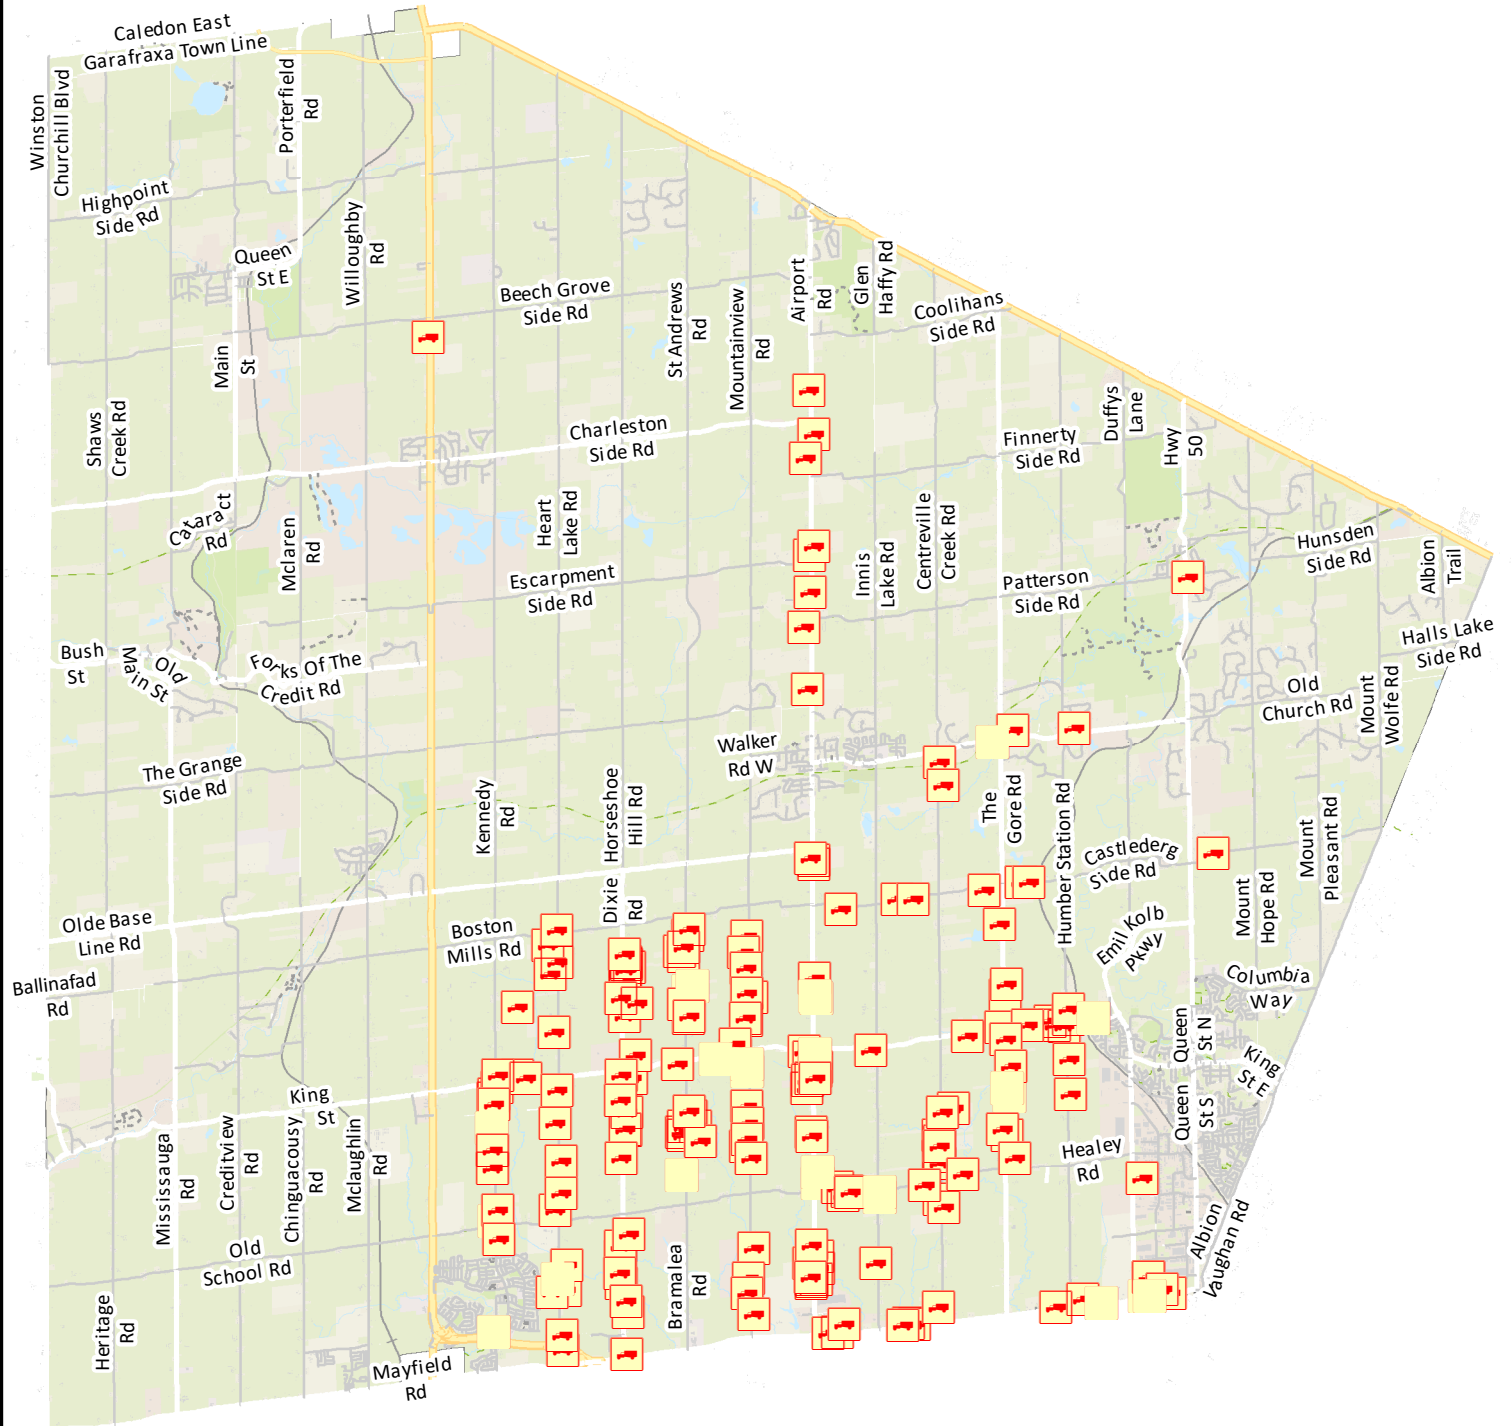 Caledon East
Garafraxa Town Line
Winston
Churchill Blvd
Porterfield
Rd
Highpoint
Side Rd
Queen
St E
Willoughby
Rd
Beech Grove
Side Rd
St Andrews
Rd
Mountainview
Rd
Airport
Rd
Glen
Haffy Rd
Coolihans
Side Rd
Main
St
Shaws
Creek Rd
Charleston
Side Rd
Finnerty
Side Rd
Duffys
Lane
Hwy
50
Cataract
Rd
Mclaren
Rd
Heart
Lake Rd
Escarpment
Side Rd
Innis
Lake Rd
Centreville
Creek Rd
Patterson
Side Rd
Hunsden
Side Rd
Albion
Trail
Halls Lake
Side Rd
Bush
St
Old
Main St
Forks Of The
Credit Rd
Old
Church Rd
Mount
Wolfe Rd
The Grange
Side Rd
Walker
Rd W
Kennedy
Rd
Horseshoe
Hill Rd
The
Gore Rd
Humber Station Rd
Castlederg
Side Rd
Mount
Pleasant Rd
Mount
Hope Rd
Dixie
Rd
Olde Base
Line Rd
Boston
Mills Rd
Emil Kolb
Pkwy
Columbia
Way
Ballinafad
Rd
Queen
St N
King
St E
King
St
Queen
St S
Mississauga
Rd
Creditview
Rd
Chinguacousy
Rd
Mclaughlin
Rd
Healey
Rd
Old
School Rd
Bramalea
Rd
Albion
Vaughan Rd
Heritage
Rd
Mayfield
Rd